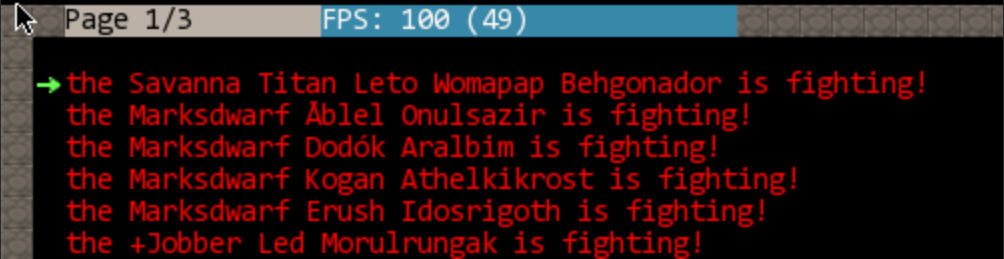 Page 1/3 FPS: 100 (49)
the Savanna Titan Leto Womapap Behgonador is fighting!
the Marksdwarf Åblel Onulsazir is fighting!
the Marksdwarf Dodók Aralbim is fighting!
the Marksdwarf Kogan Athelkikrost is fighting!
the Marksdwarf Erush Idosrigoth is fighting!
the +Jobber Led Morulrungak is fighting!